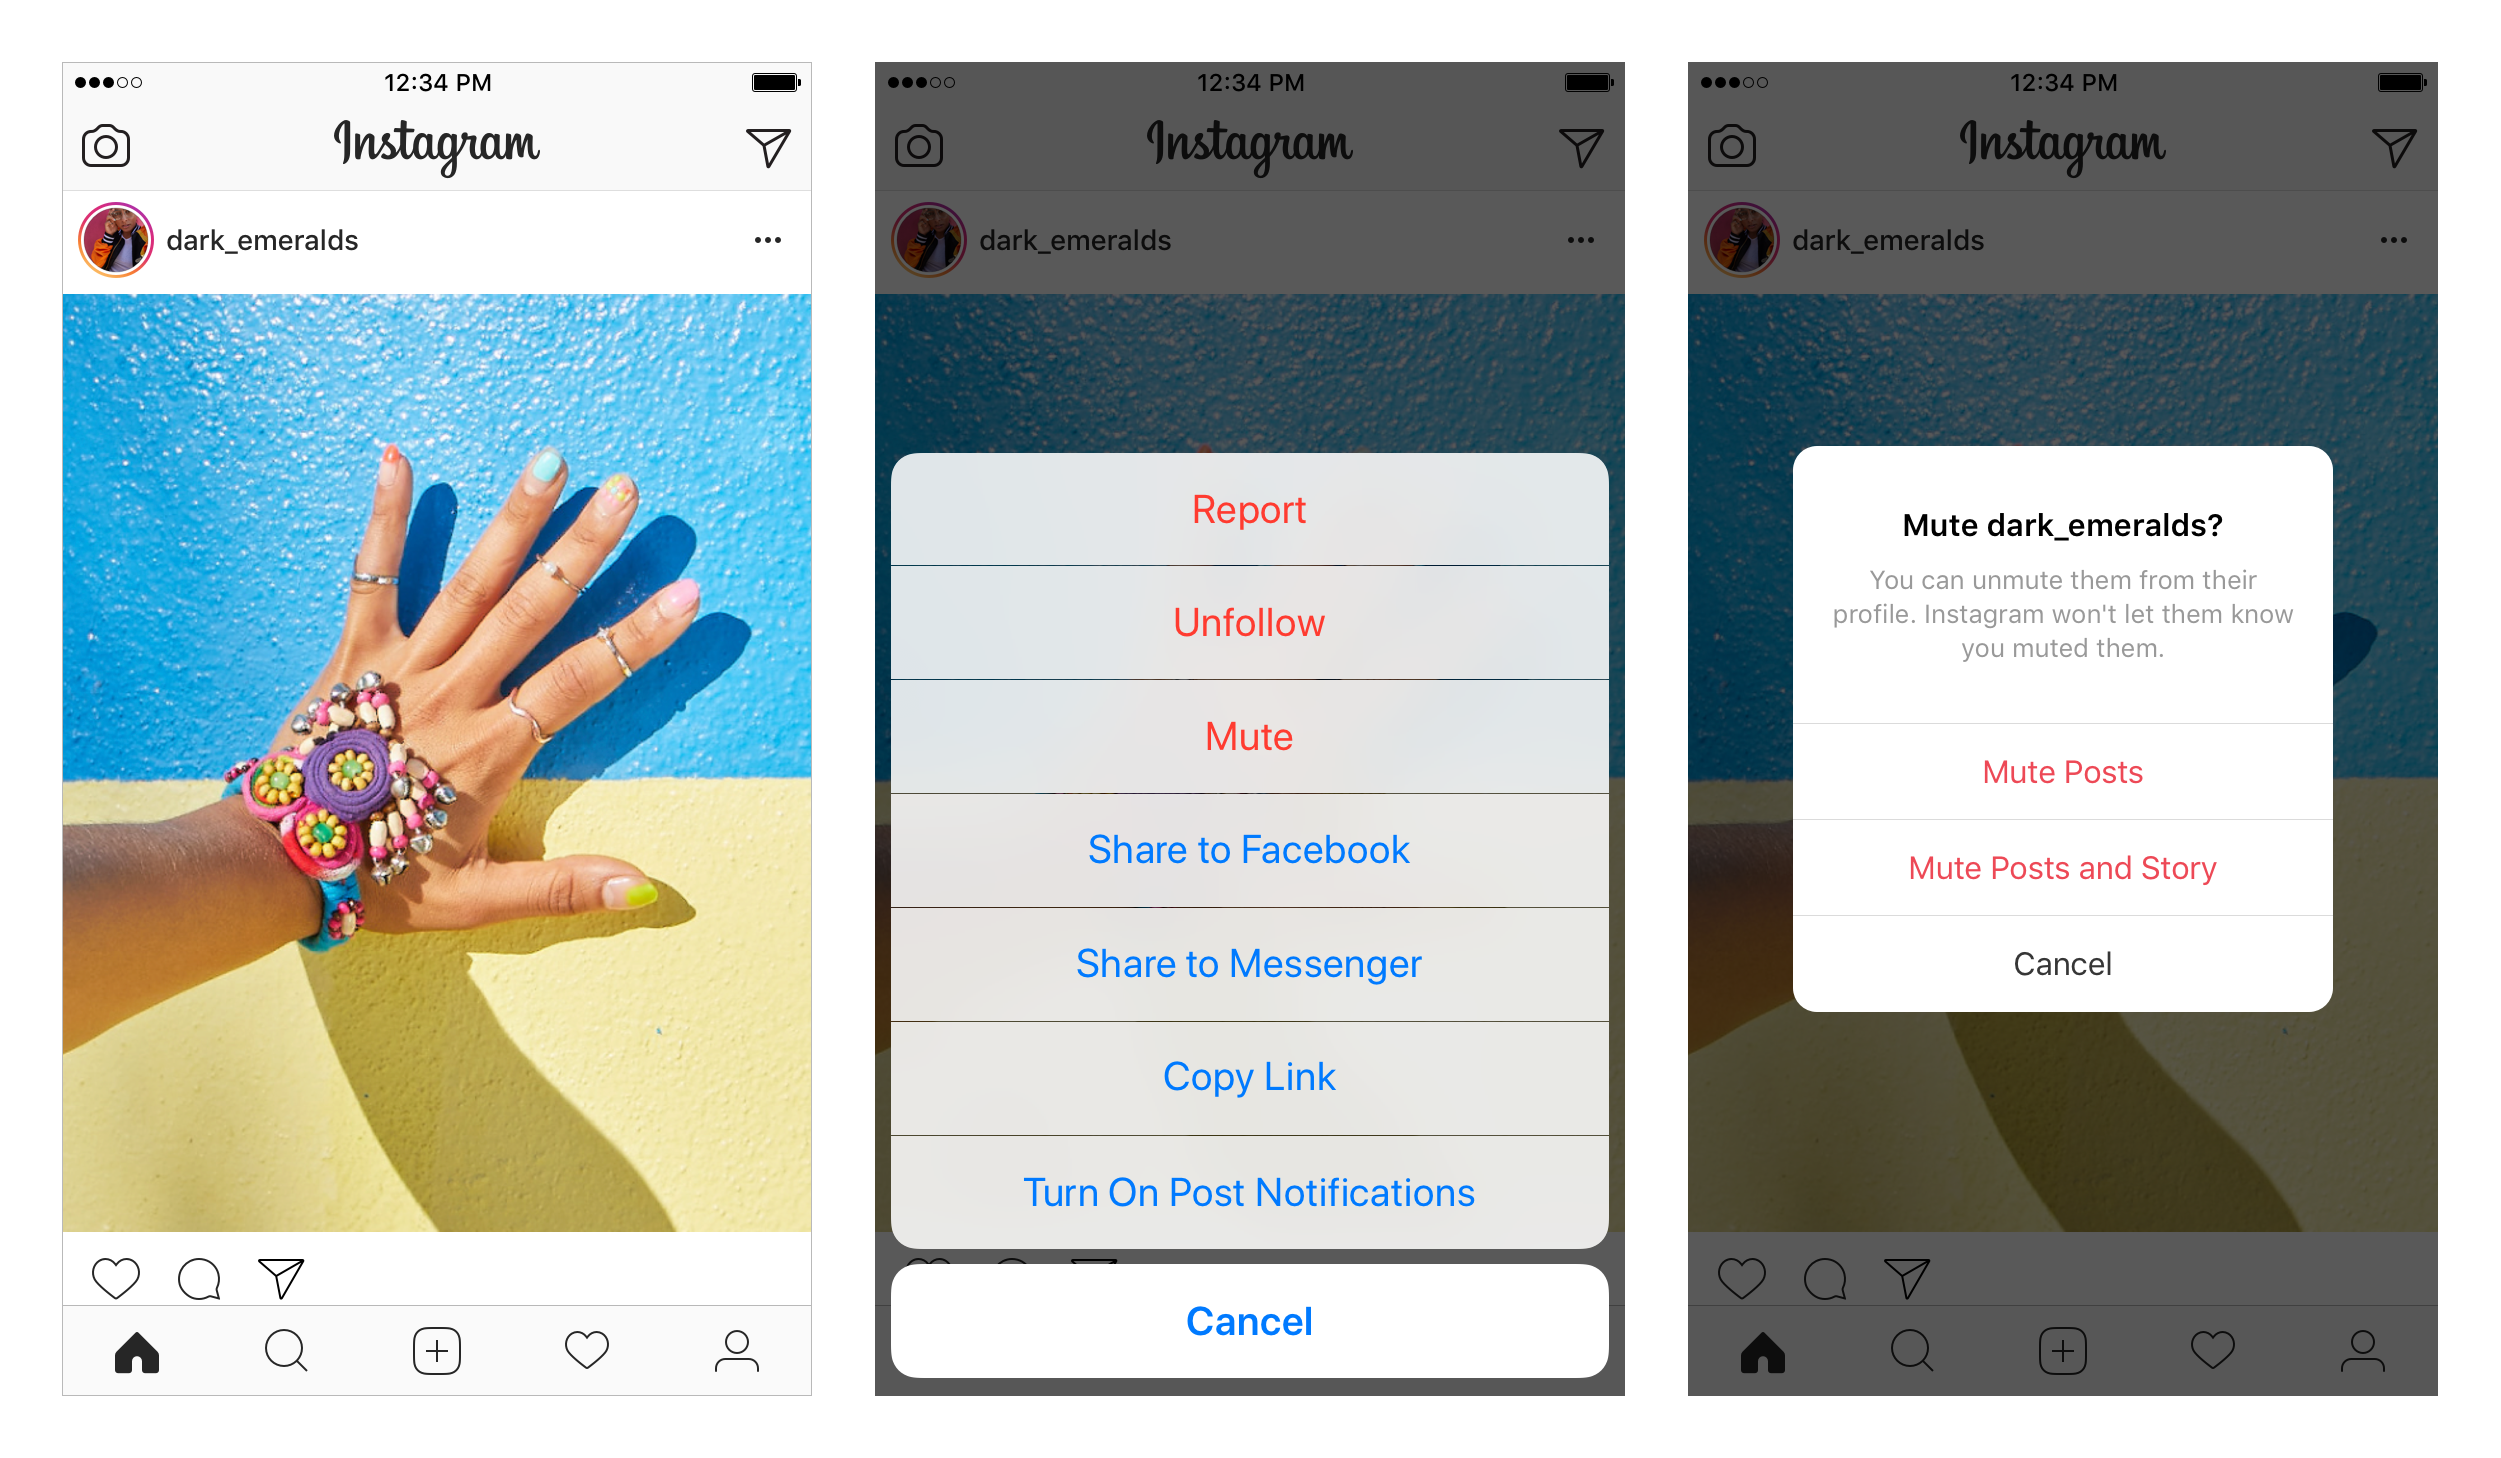 12:34 PM
Instagram
dark_emeralds
12:34 PM
Instagram
dark_emeralds
Report
Unfollow
Mute
Share to Facebook
Share to Messenger
Copy Link
Turn On Post Notifications
Cancel
12:34 PM
Instagram
dark_emeralds
Mute dark_emeralds?
You can unmute them from their
profile. Instagram won't let them know
you muted them.
Mute Posts
Mute Posts and Story
Cancel